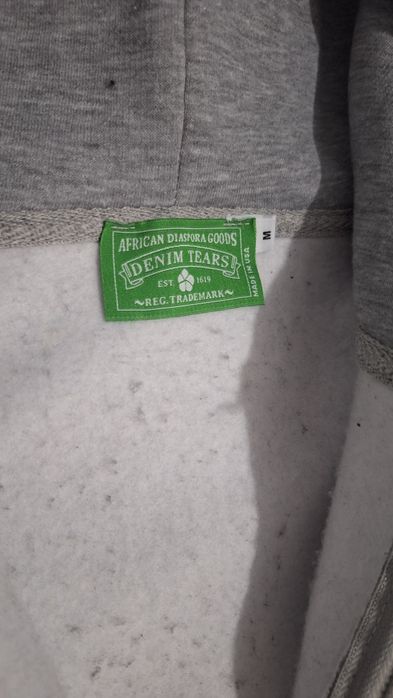 AFRICAN DIASPORA GOODS
DENIM TEARS
EST. 1619
~REG. TRADEMARK~
MADE IN USA
M